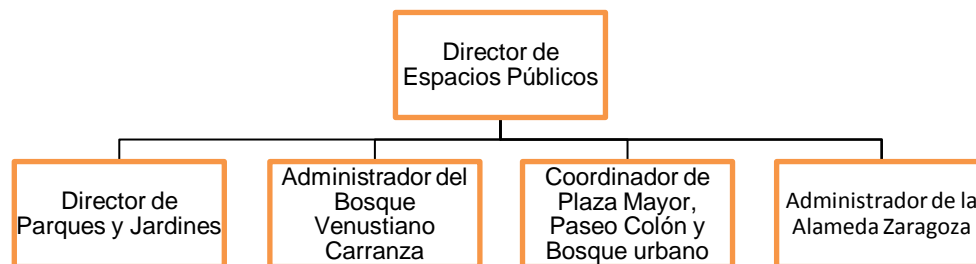 Director de
Espacios Públicos
Director de
Parques y Jardines
Administrador del
Bosque
Venustiano
Carranza
Coordinador de
Plaza Mayor,
Paseo Colón y
Bosque urbano
Administrador de la
Alameda Zaragoza